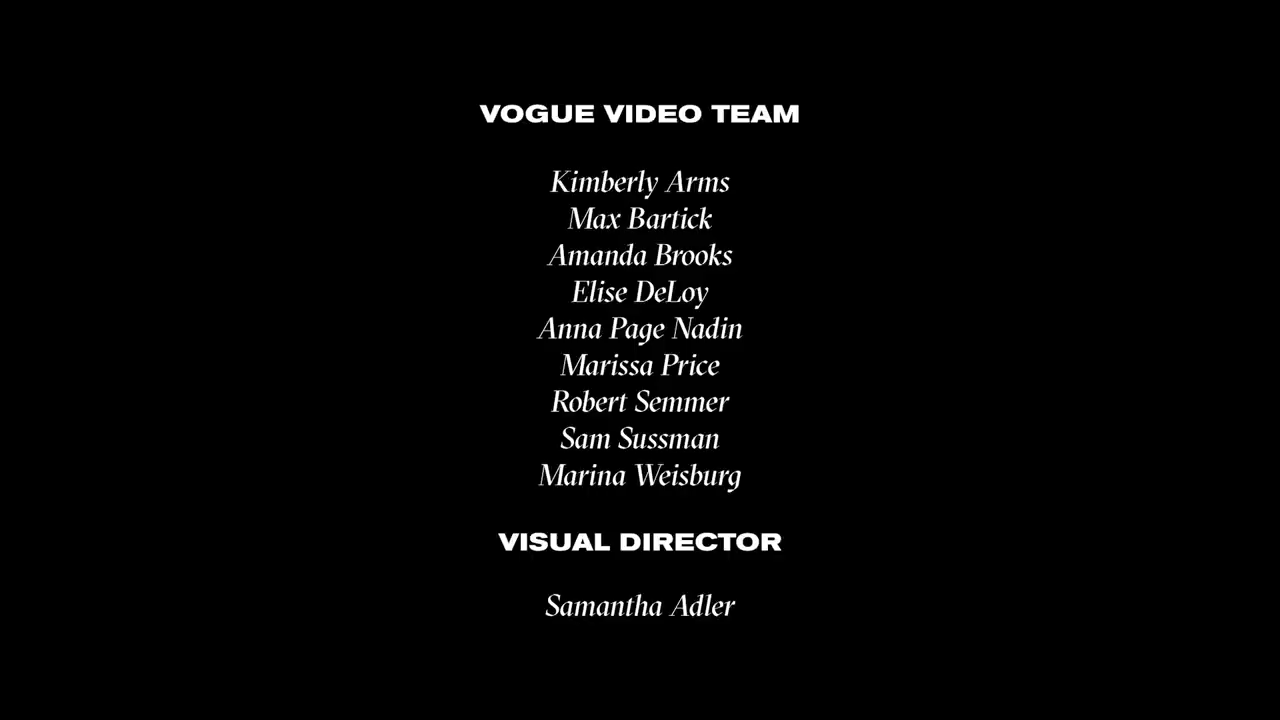 VOGUE VIDEO TEAM
Kimberly Arms
Max Bartick
Amanda Brooks
Elise DeLoy
Anna Page Nadin
Marissa Price
Robert Semmer
Sam Sussman
Marina Weisburg
VISUAL DIRECTOR
Samantha Adler